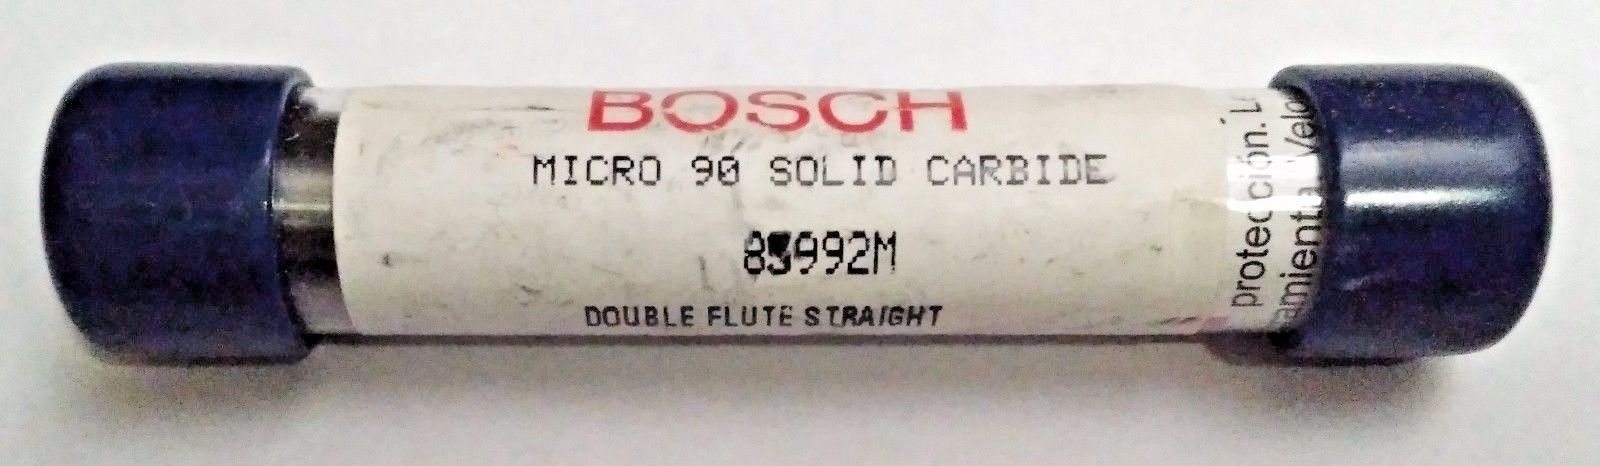 BOSCH
MICRO 90 SOLID CARBIDE
85992M
DOUBLE FLUTE STRAIGHT
protección.